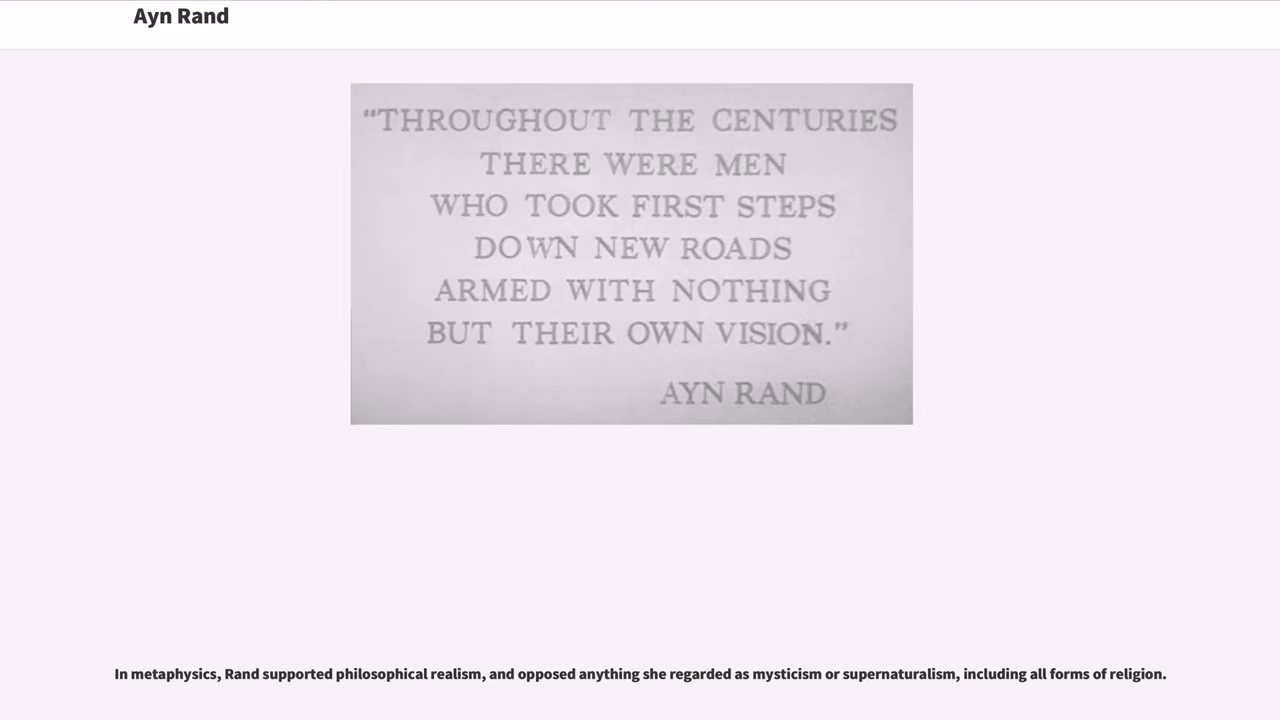 Ayn Rand
“THROUGHOUT THE CENTURIES
THERE WERE MEN
WHO TOOK FIRST STEPS
DOWN NEW ROADS
ARMED WITH NOTHING
BUT THEIR OWN VISION.”
AYN RAND
In metaphysics, Rand supported philosophical realism, and opposed anything she regarded as mysticism or supernaturalism, including all forms of religion.